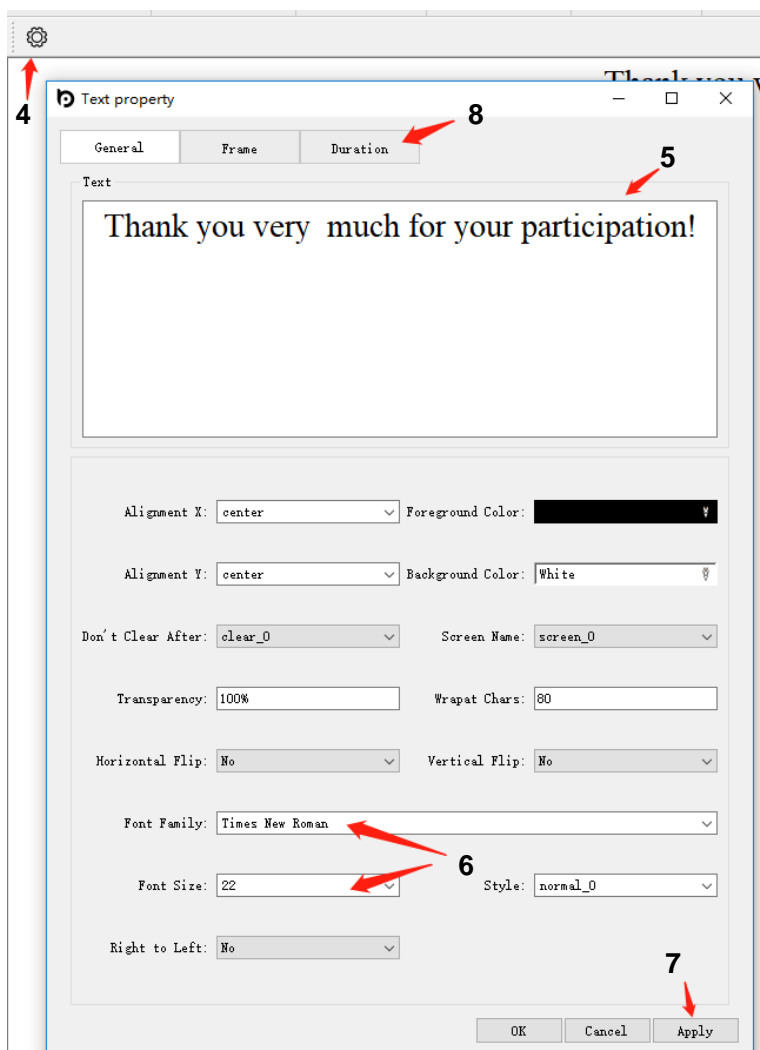 Thank you v
4
Text property
8
General Frame Duration
5
Text
Thank you very  much for your participation!
Alignment X: center Foreground Color:
Alignment Y: center Background Color: White
Don't Clear After: clear_0 Screen Name: screen_0
Transparency: 100% Wrapat Chars: 80
Horizontal Flip: No Vertical Flip: No
Font Family: Times New Roman
6
Font Size: 22 Style: normal_0
Right to Left: No
7
OK Cancel Apply